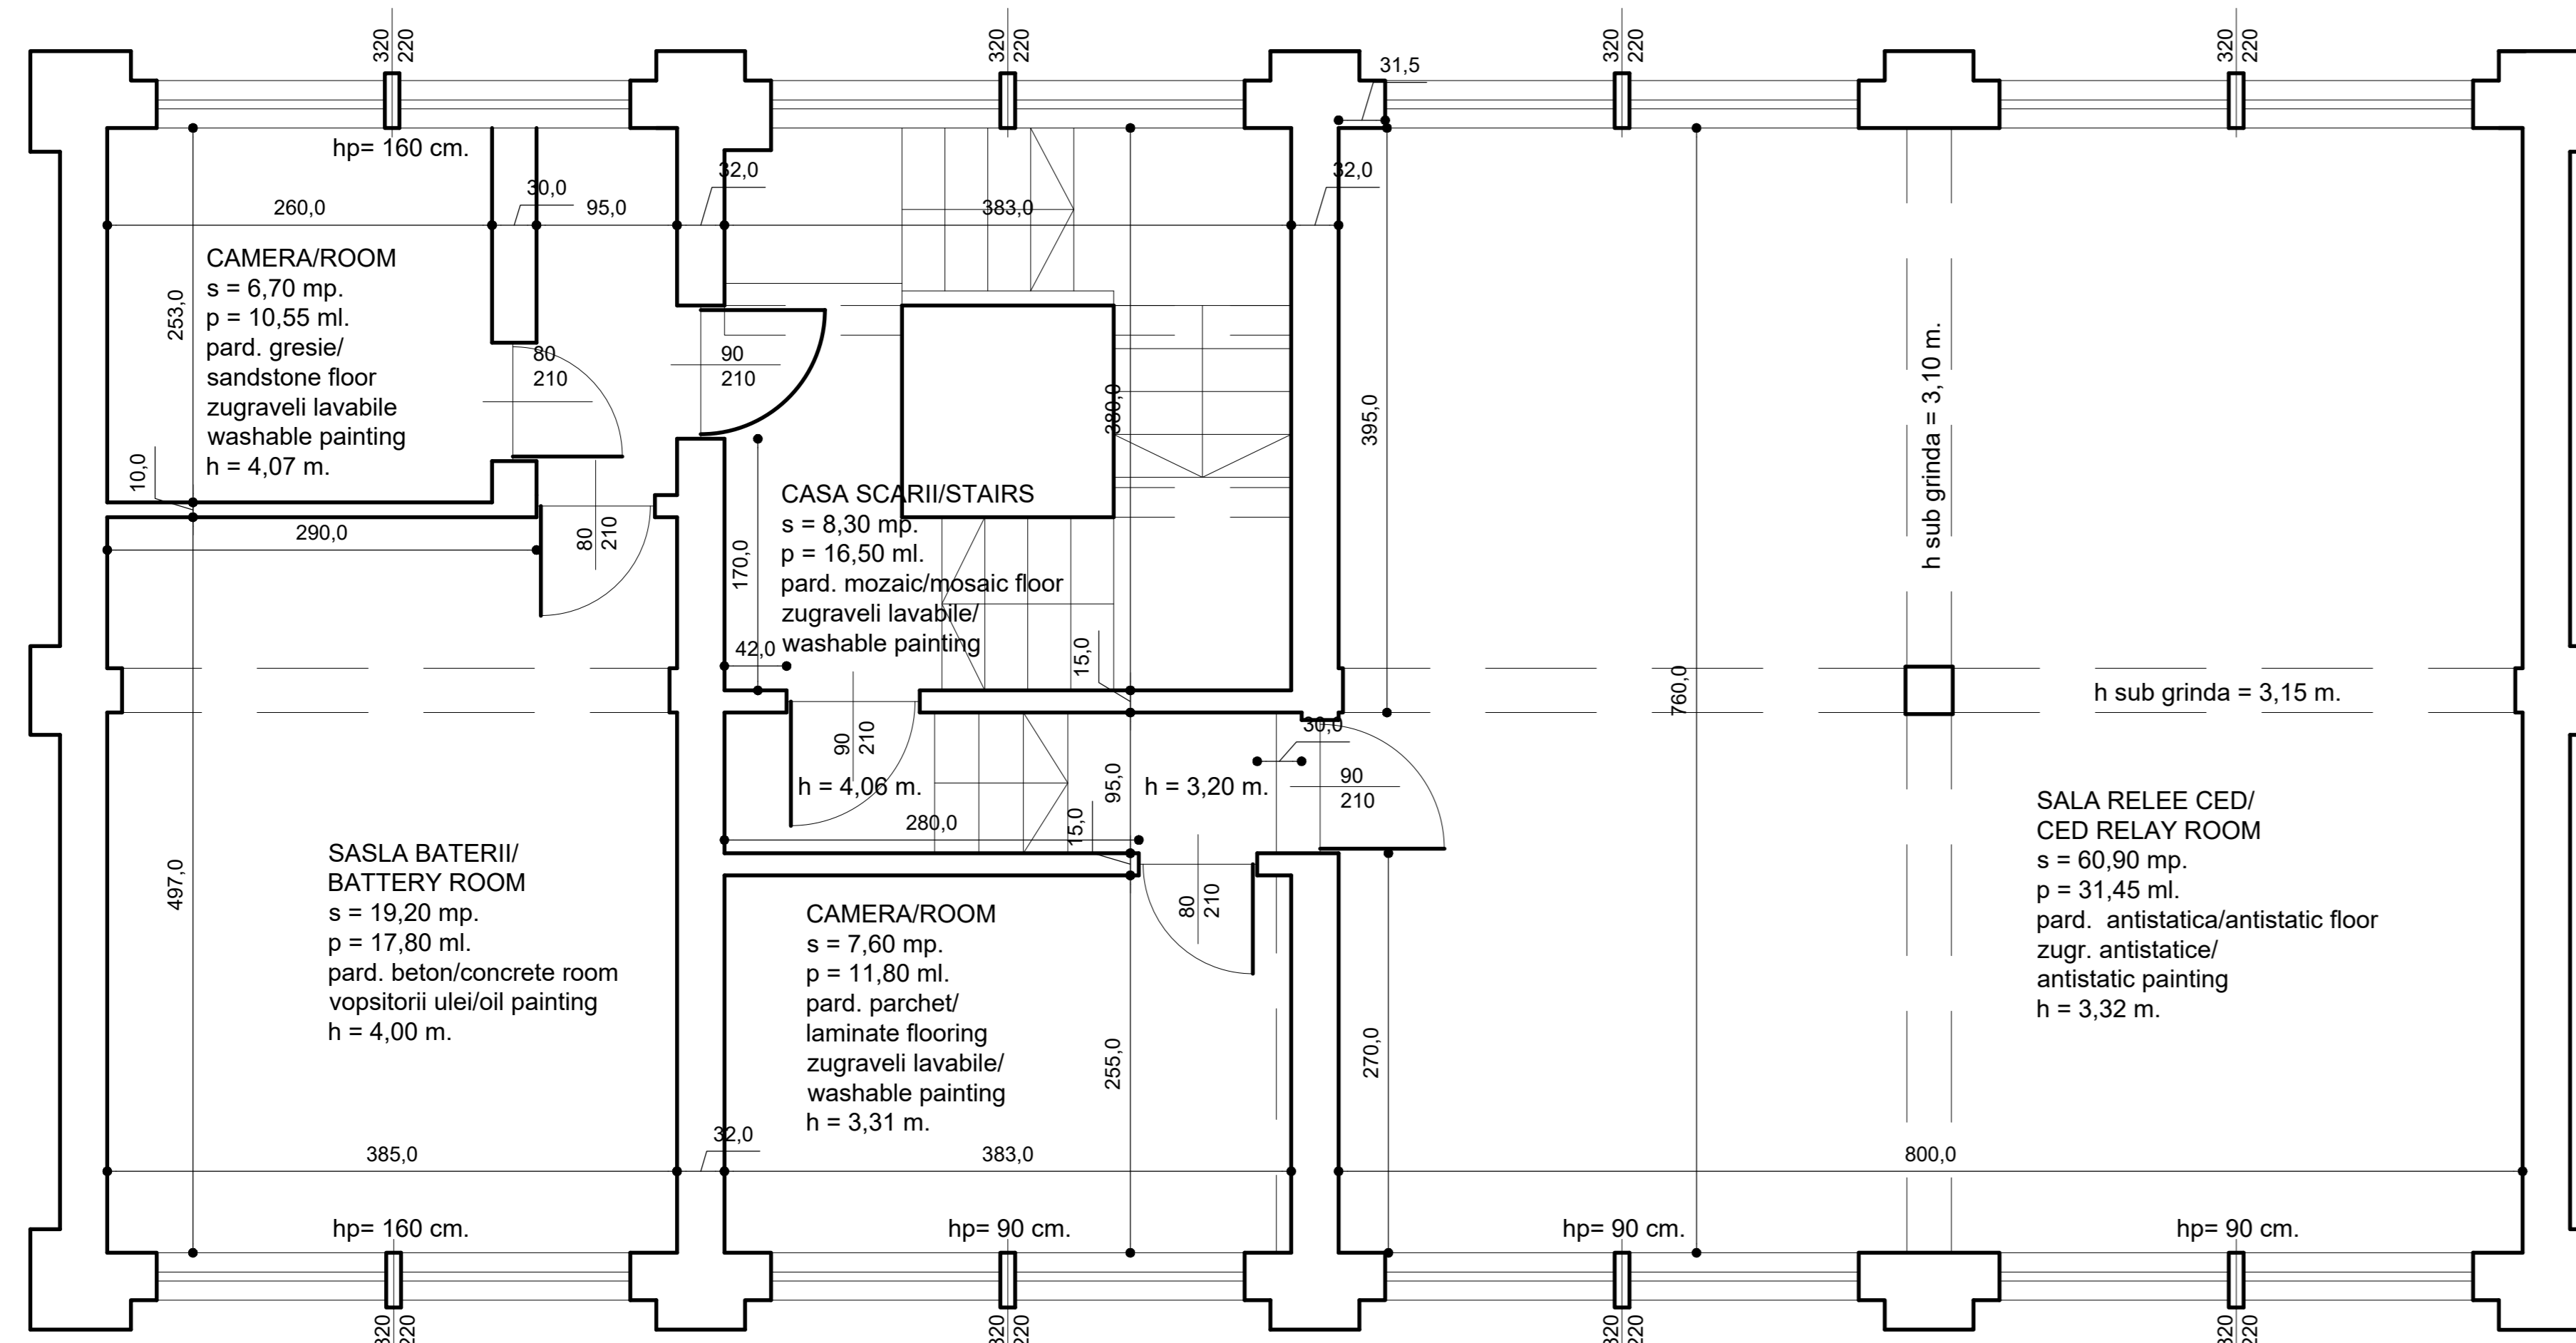 320
220
320
220
320
220
320
220
31,5
hp= 160 cm.
260,0
30,0
95,0
32,0
383,0
32,0
253,0
CAMERA/ROOM
s = 6,70 mp.
p = 10,55 ml.
pard. gresie/
sandstone floor
zugraveli lavabile
washable painting
h = 4,07 m.
80
210
90
210
10,0
290,0
80
210
395,0
h sub grinda = 3,10 m.
CASA SCARII/STAIRS
s = 8,30 mp.
p = 16,50 ml.
pard. mozaic/mosaic floor
zugraveli lavabile/
washable painting
170,0
42,0
15,0
760,0
h sub grinda = 3,15 m.
90
210
h = 4,06 m.
280,0
95,0
15,0
h = 3,20 m.
30,0
90
210
80
210
497,0
SASLA BATERII/
BATTERY ROOM
s = 19,20 mp.
p = 17,80 ml.
pard. beton/concrete room
vopsitorii ulei/oil painting
h = 4,00 m.
CAMERA/ROOM
s = 7,60 mp.
p = 11,80 ml.
pard. parchet/
laminate flooring
zugraveli lavabile/
washable painting
h = 3,31 m.
255,0
270,0
SALA RELEE CED/
CED RELAY ROOM
s = 60,90 mp.
p = 31,45 ml.
pard. antistatica/antistatic floor
zugr. antistatice/
antistatic painting
h = 3,32 m.
385,0
32,0
383,0
800,0
hp= 160 cm.
hp= 90 cm.
hp= 90 cm.
hp= 90 cm.
320
220
320
220
320
220
320
220